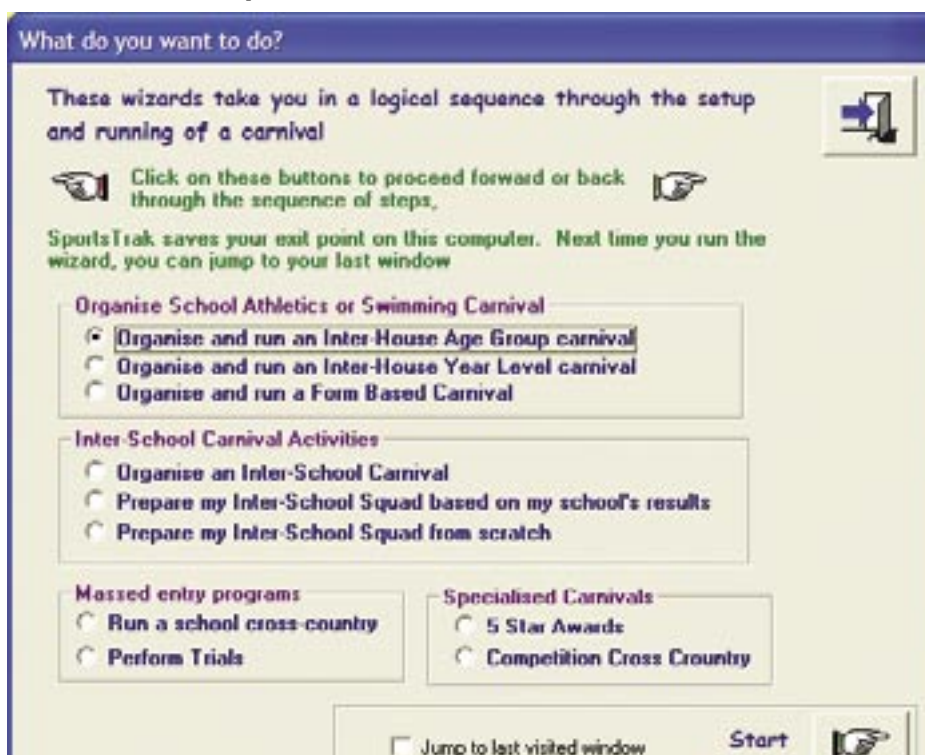 What do you want to do?
These wizards take you in a logical sequence through the setup
and running of a carnival
Click on these buttons to proceed forward or back
through the sequence of steps,
SportsTrak saves your exit point on this computer. Next time you run the
wizard, you can jump to your last window
Organise School Athletics or Swimming Carnival
Organise and run an Inter-House Age Group carnival
Organise and run an Inter-House Year Level carnival
Organise and run a Form Based Carnival
Inter-School Carnival Activities
Organise an Inter-School Carnival
Prepare my Inter-School Squad based on my school's results
Prepare my Inter-School Squad from scratch
Massed entry programs
Run a school cross-country
Perform Trials
Specialised Carnivals
5 Star Awards
Competition Cross Crountry
Jump to last visited window
Start